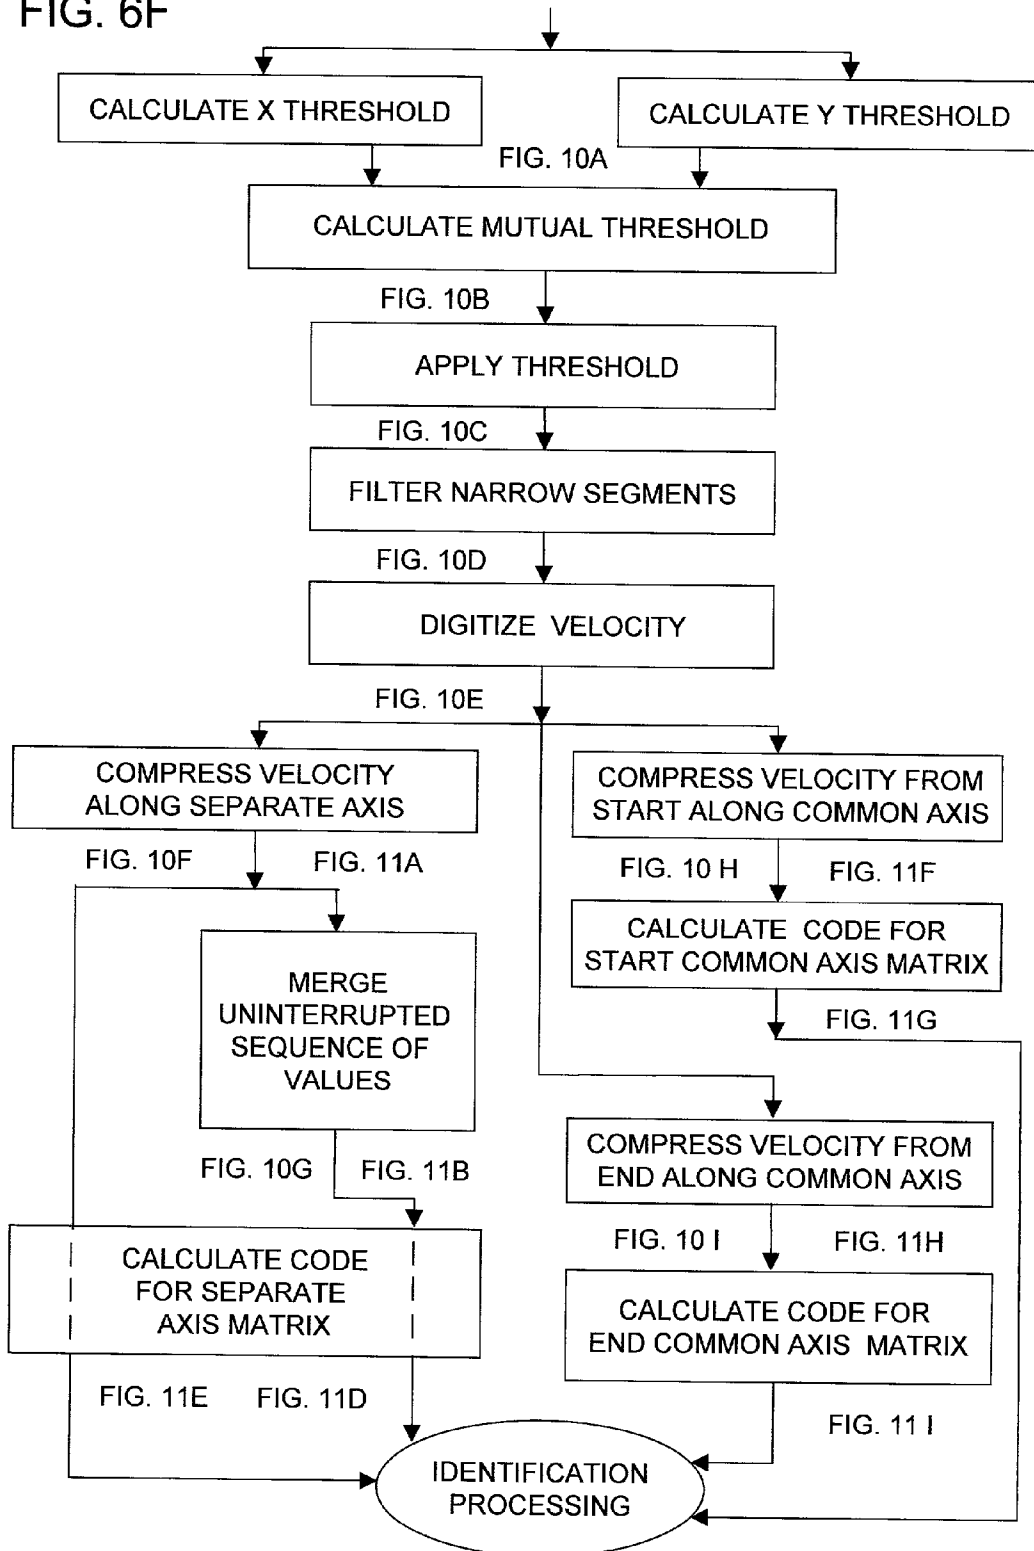 FIG. 6F
CALCULATE X THRESHOLD
CALCULATE Y THRESHOLD
FIG. 10A
CALCULATE MUTUAL THRESHOLD
FIG. 10B
APPLY THRESHOLD
FIG. 10C
FILTER NARROW SEGMENTS
FIG. 10D
DIGITIZE VELOCITY
FIG. 10E
COMPRESS VELOCITY
ALONG SEPARATE AXIS
COMPRESS VELOCITY FROM
START ALONG COMMON AXIS
FIG. 10F
FIG. 11A
FIG. 10 H
FIG. 11F
MERGE
UNINTERRUPTED
SEQUENCE OF
VALUES
CALCULATE CODE FOR
START COMMON AXIS MATRIX
FIG. 11G
COMPRESS VELOCITY FROM
END ALONG COMMON AXIS
FIG. 10G
FIG. 11B
FIG. 10 I
FIG. 11H
CALCULATE CODE
FOR SEPARATE
AXIS MATRIX
CALCULATE CODE FOR
END COMMON AXIS MATRIX
FIG. 11E
FIG. 11D
FIG. 11 I
IDENTIFICATION
PROCESSING